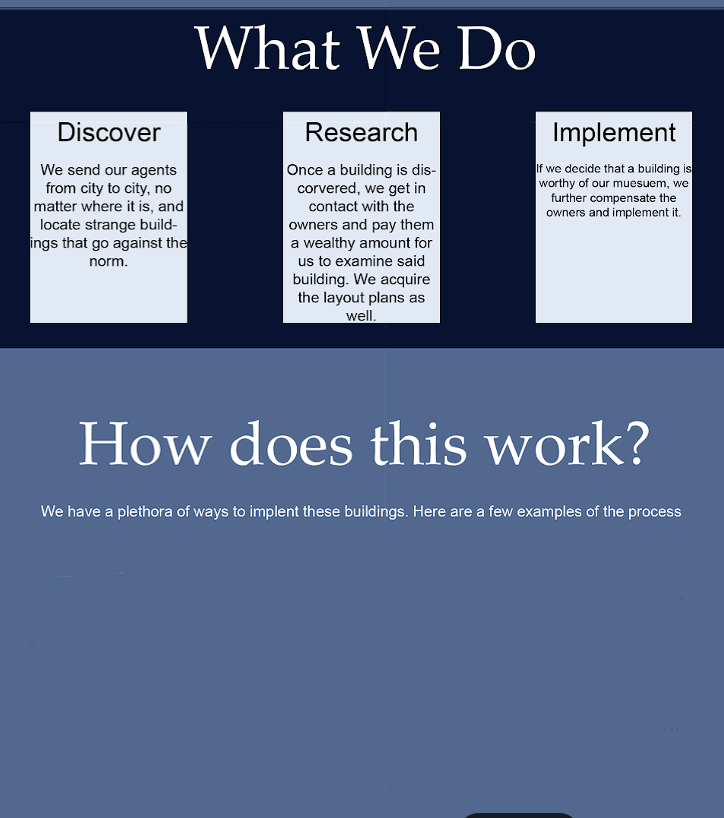 What We Do
Discover
We send our agents
from city to city, no
matter where it is, and
locate strange build-
ings that go against the
norm.
Research
Once a building is dis-
corvered, we get in
contact with the
owners and pay them
a wealthy amount for
us to examine said
building. We acquire
the layout plans as
well.
Implement
If we decide that a building is
worthy of our muesuem, we
further compensate the
owners and implement it.
How does this work?
We have a plethora of ways to implent these buildings. Here are a few examples of the process